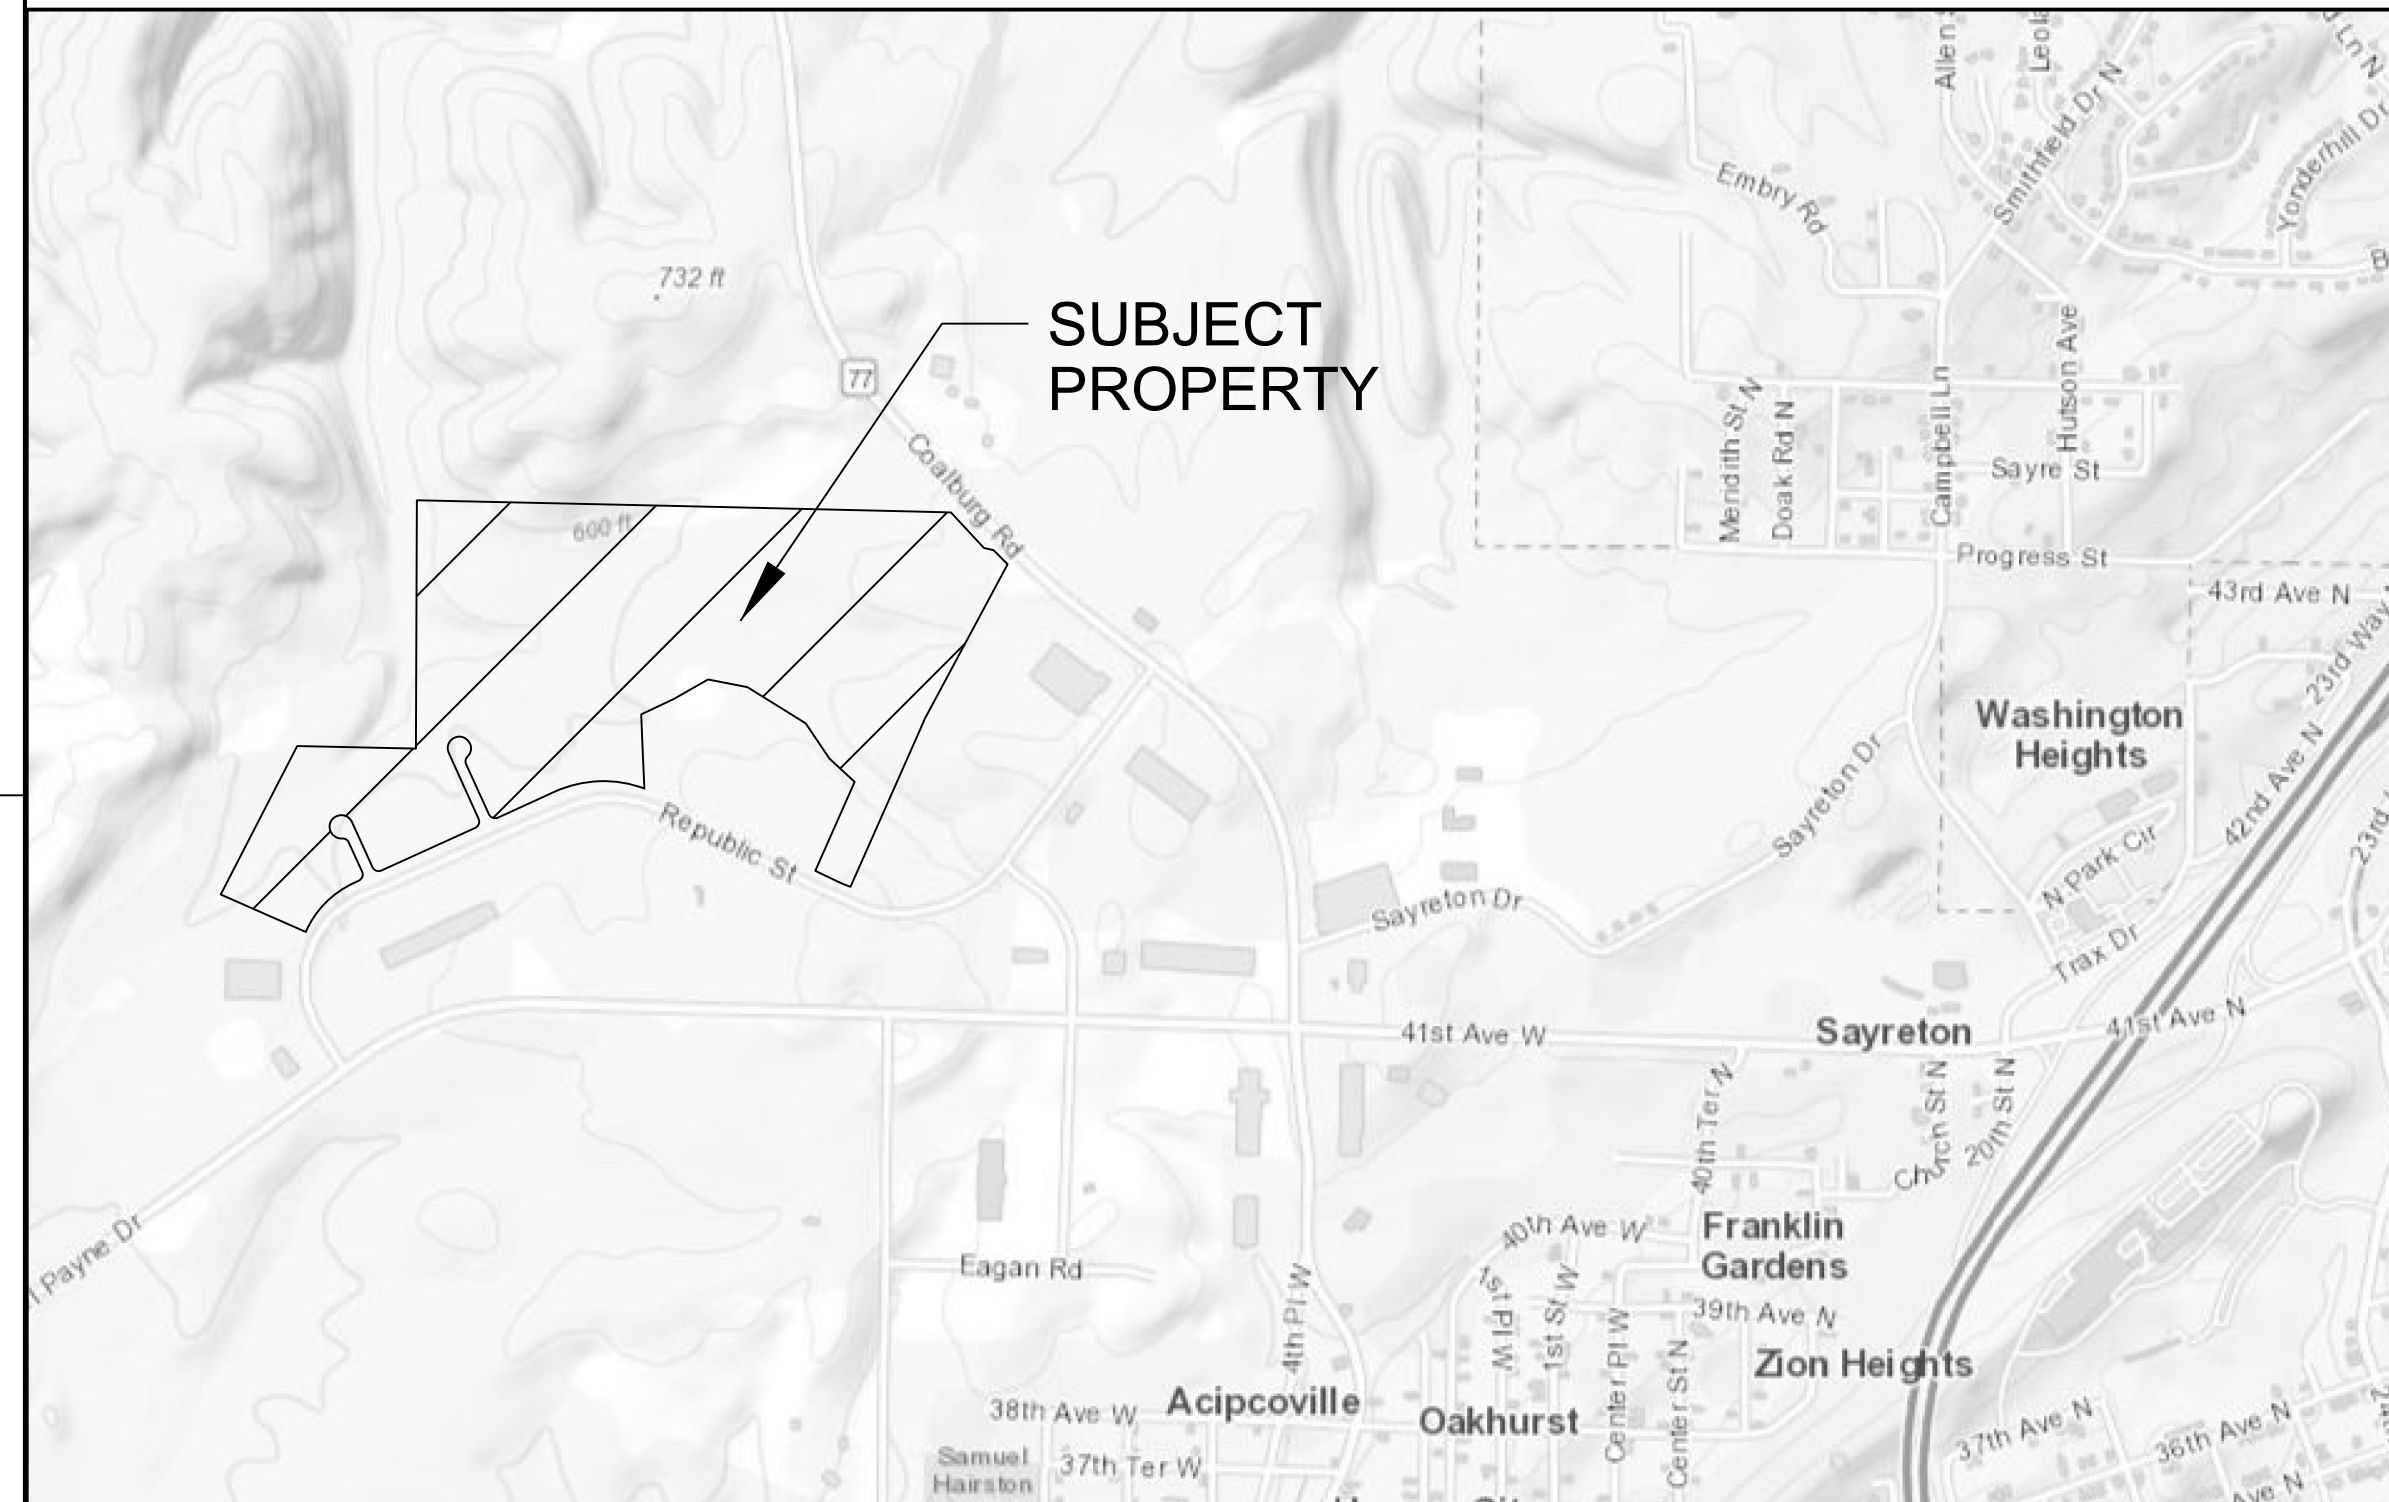 Allen
Leola
Smithfield Dr N
d Ln N
Yonderhill Dr
Embry Rd
B
732 ft
SUBJECT
PROPERTY
77
Coalburg Rd
Meridith St N
Doak Rd N
Campbell Ln
Hutson Ave
Sayre St
600 ft
Progress St
43rd Ave N
23rd Way
Washington
Heights
Sayreton Dr
42nd Ave N
Republic St
N Park Cir
23rd
Sayreton Dr
Trax Dr
41st Ave W
Sayreton
41st Ave N
40th Ter N
Church St N
20th St N
Payne Dr
Eagan Rd
40th Ave W
Franklin
Gardens
4th Pl W
1st Pl W
1st St W
Center Pl W
Center St N
39th Ave N
Zion Heights
38th Ave W
Acipcoville
Oakhurst
37th Ave N
36th Ave N
Samuel
Hairston
37th Ter W
Ave N